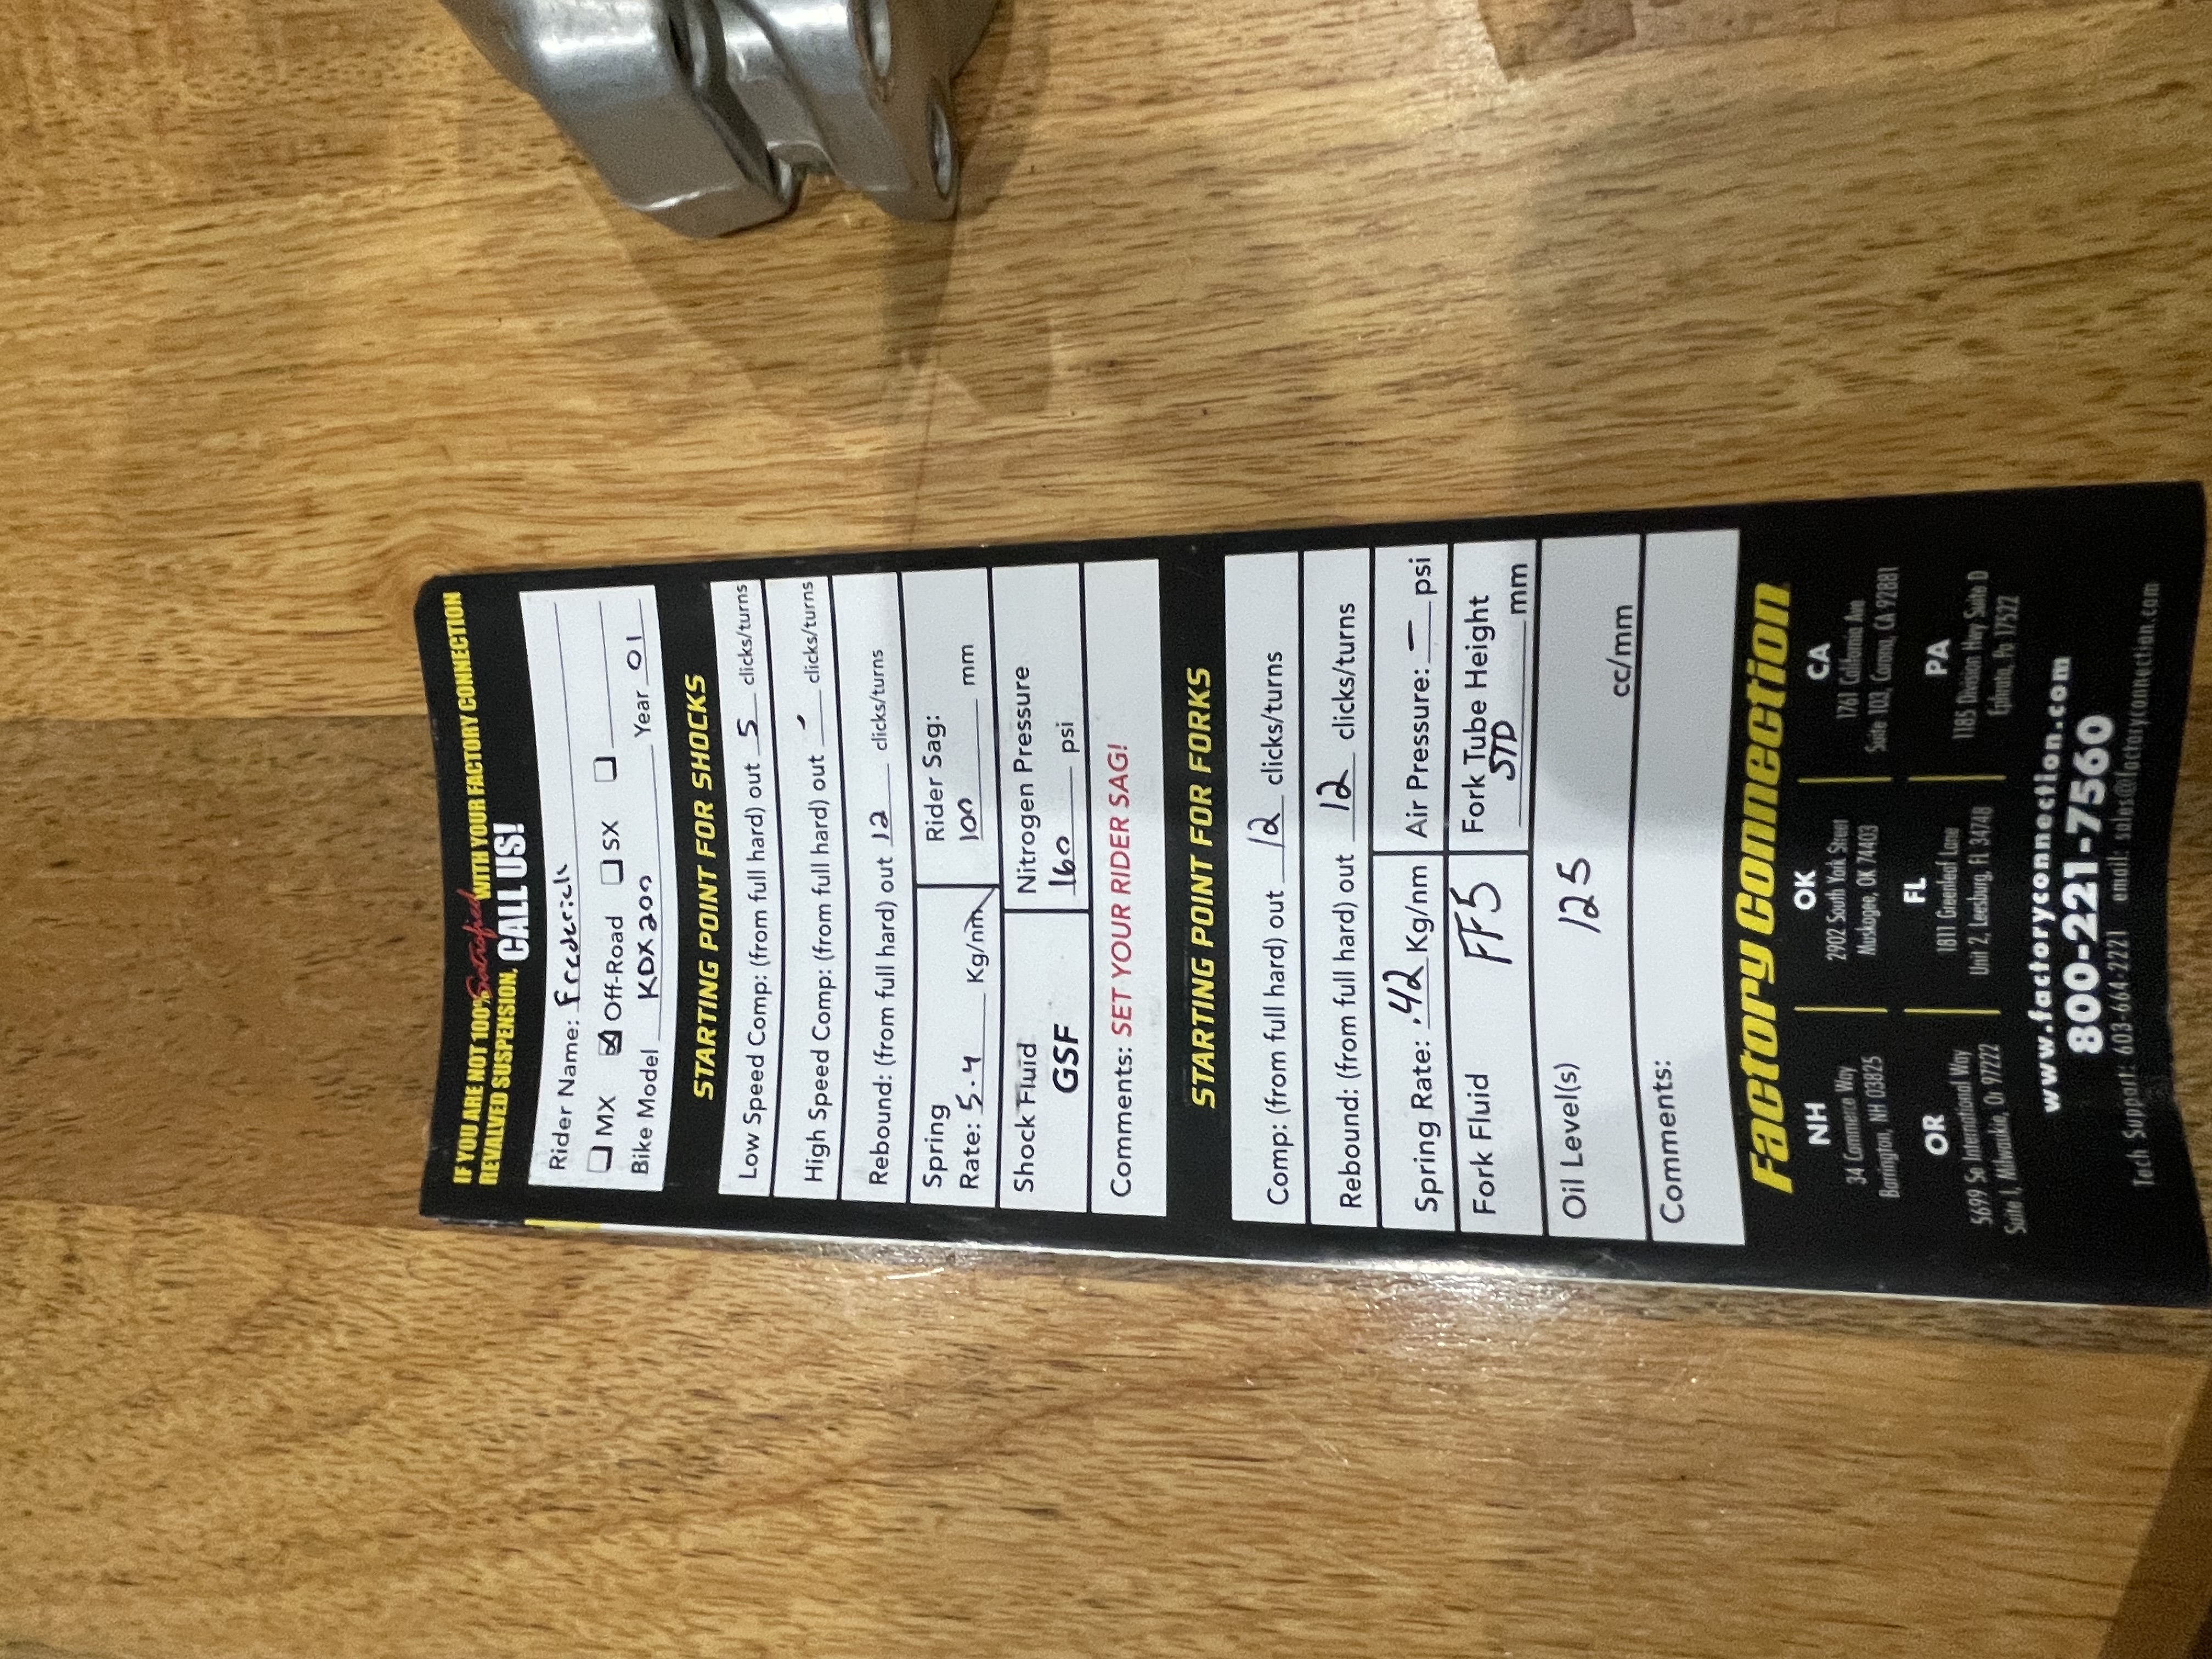 IF YOU ARE NOT 100% Satisfied WITH YOUR FACTORY CONNECTION
REVALVED SUSPENSION, CALL US!
Rider Name: Frederick
MX Off-Road SX
Bike Model KDX200 Year 01
STARTING POINT FOR SHOCKS
Low Speed Comp: (from full hard) out 5 clicks/turns
High Speed Comp: (from full hard) out - clicks/turns
Rebound: (from full hard) out 12 clicks/turns
Spring Rate: 5.4 Kg/nm
Rider Sag: 100 mm
Shock Fluid GSF
Nitrogen Pressure 160 psi
Comments: SET YOUR RIDER SAG!
STARTING POINT FOR FORKS
Comp: (from full hard) out 12 clicks/turns
Rebound: (from full hard) out 12 clicks/turns
Spring Rate: .42 Kg/nm Air Pressure: - psi
Fork Fluid FF5
Fork Tube Height STD mm
Oil Level(s) 125 cc/mm
Comments:
Factory Connection
NH
34 Commerce Way
Barrington, NH 03825
OK
2902 South York Street
Muskogee, OK 74403
CA
1761 California Ave
Suite 103, Corona, CA 92881
OR
5699 Se International Way
Suite I, Milwaukie, Or 97222
FL
1811 Greenleaf Lane
Unit 2, Leesburg, FL 34748
PA
1185 Division Hwy Suite D
Ephrata, Pa 17522
www.factoryconnection.com
800-221-7560
Tech Support: 603-664-2221 email: sales@factoryconnection.com